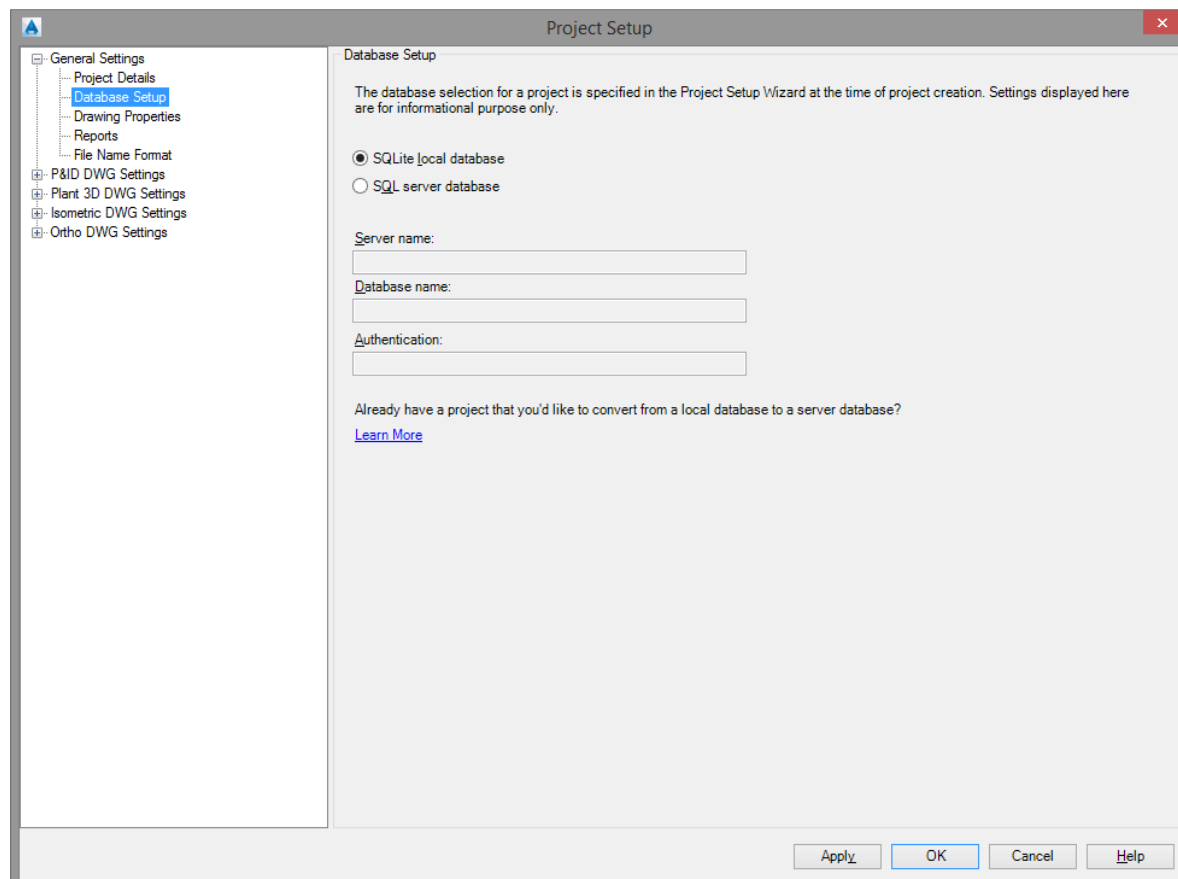 Project Setup
General Settings
Project Details
Database Setup
Drawing Properties
Reports
File Name Format
P&ID DWG Settings
Plant 3D DWG Settings
Isometric DWG Settings
Ortho DWG Settings
Database Setup
The database selection for a project is specified in the Project Setup Wizard at the time of project creation. Settings displayed here
are for informational purpose only.
SQLite local database
SQL server database
Server name:
Database name:
Authentication:
Already have a project that you'd like to convert from a local database to a server database?
Learn More
Apply
OK
Cancel
Help